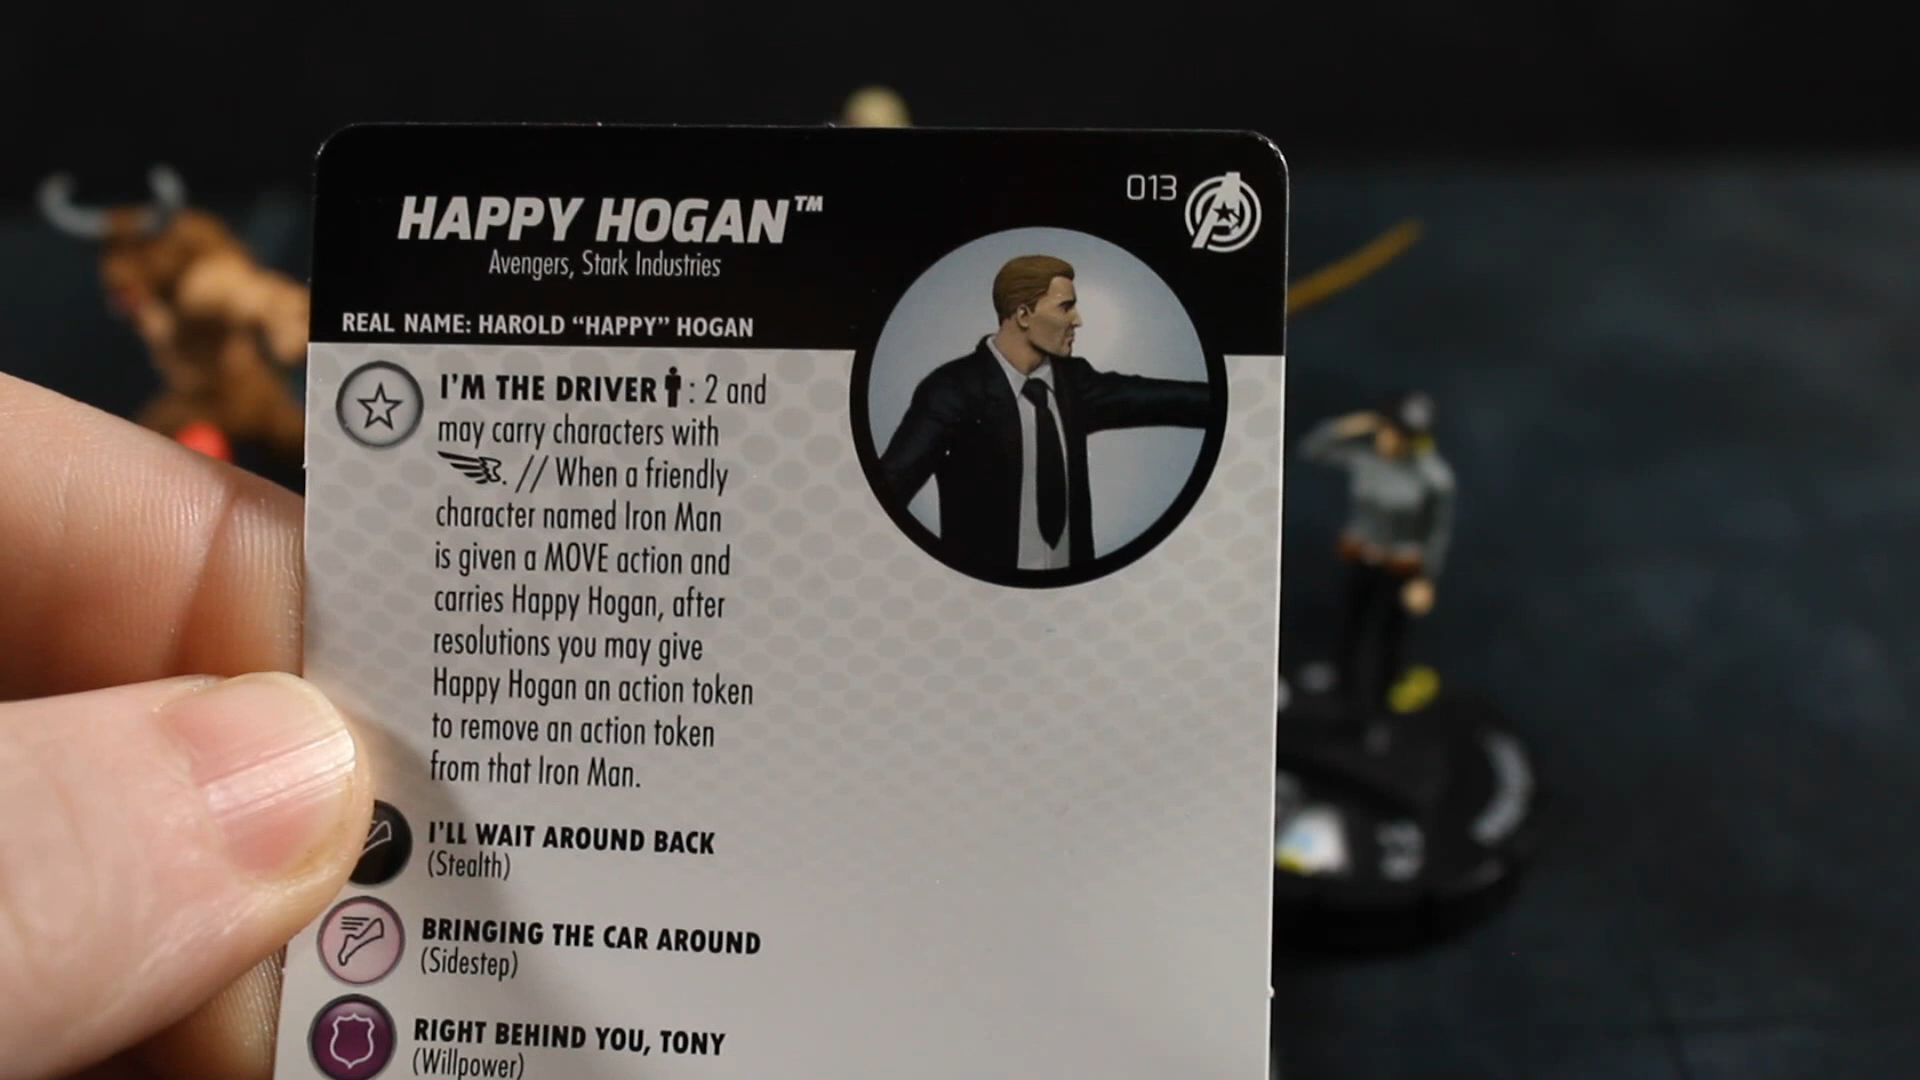 HAPPY HOGAN™
013
Avengers, Stark Industries
REAL NAME: HAROLD “HAPPY” HOGAN
I’M THE DRIVER : 2 and
may carry characters with
. // When a friendly
character named Iron Man
is given a MOVE action and
carries Happy Hogan, after
resolutions you may give
Happy Hogan an action token
to remove an action token
from that Iron Man.
I’LL WAIT AROUND BACK
(Stealth)
BRINGING THE CAR AROUND
(Sidestep)
RIGHT BEHIND YOU, TONY
(Willpower)